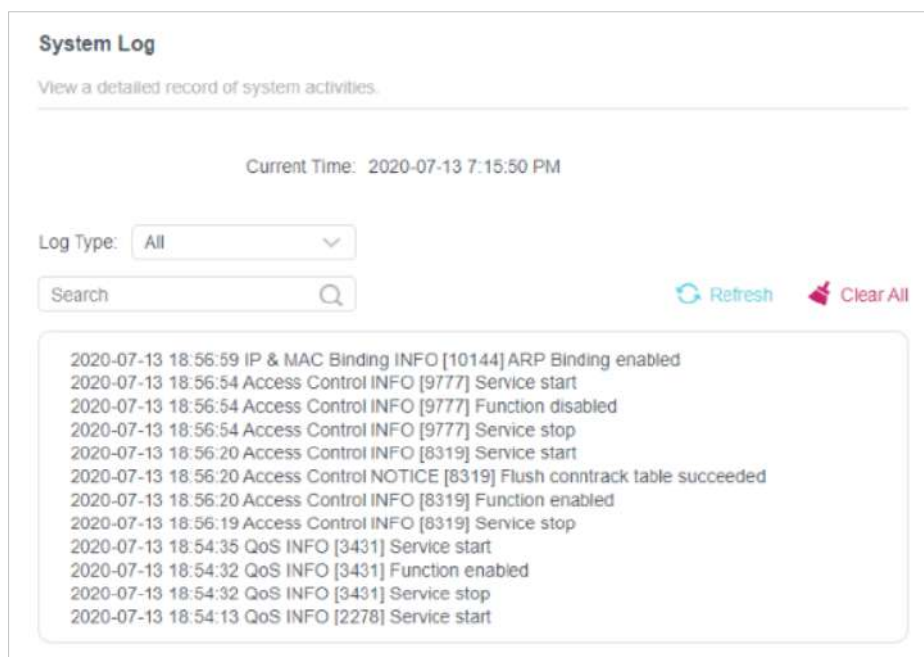 System Log
View a detailed record of system activities.
Current Time: 2020-07-13 7:15:50 PM
Log Type: All
Search Refresh Clear All
2020-07-13 18:56:59 IP & MAC Binding INFO [10144] ARP Binding enabled
2020-07-13 18:56:54 Access Control INFO [9777] Service start
2020-07-13 18:56:54 Access Control INFO [9777] Function disabled
2020-07-13 18:56:54 Access Control INFO [9777] Service stop
2020-07-13 18:56:20 Access Control INFO [8319] Service start
2020-07-13 18:56:20 Access Control NOTICE [8319] Flush conntrack table succeeded
2020-07-13 18:56:20 Access Control INFO [8319] Function enabled
2020-07-13 18:56:19 Access Control INFO [8319] Service stop
2020-07-13 18:54:35 QoS INFO [3431] Service start
2020-07-13 18:54:32 QoS INFO [3431] Function enabled
2020-07-13 18:54:32 QoS INFO [3431] Service stop
2020-07-13 18:54:13 QoS INFO [2278] Service start